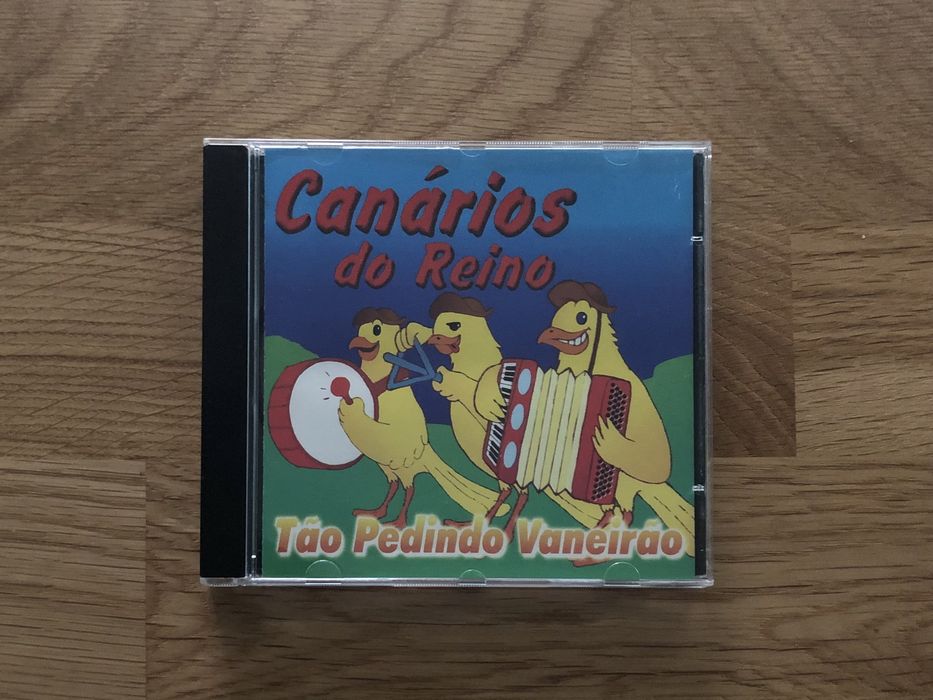 Canários
do Reino
Tão Pedindo Vaneirão